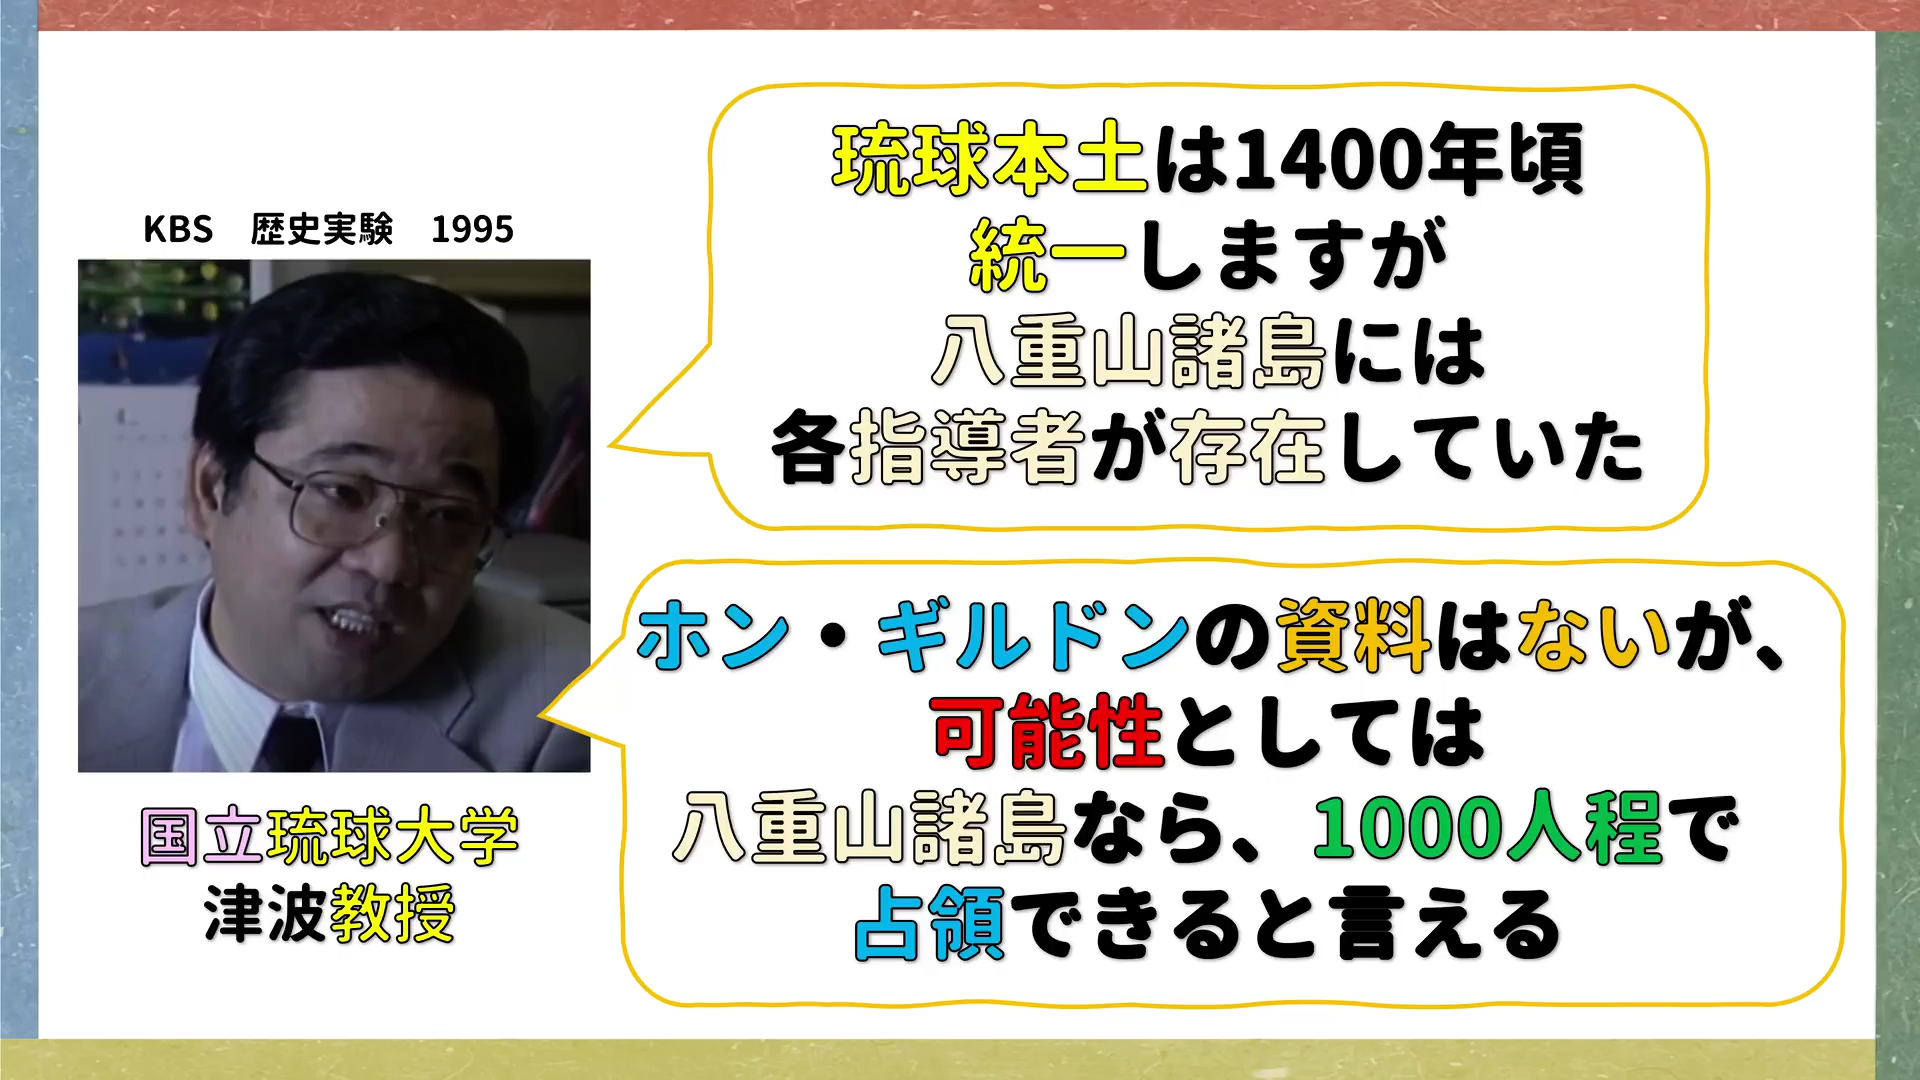 KBS 歴史実験 1995
国立琉球大学
津波教授
琉球本土は1400年頃
統一しますが
八重山諸島には
各指導者が存在していた
ホン・ギルドンの資料はないが、
可能性としては
八重山諸島なら、1000人程で
占領できると言える